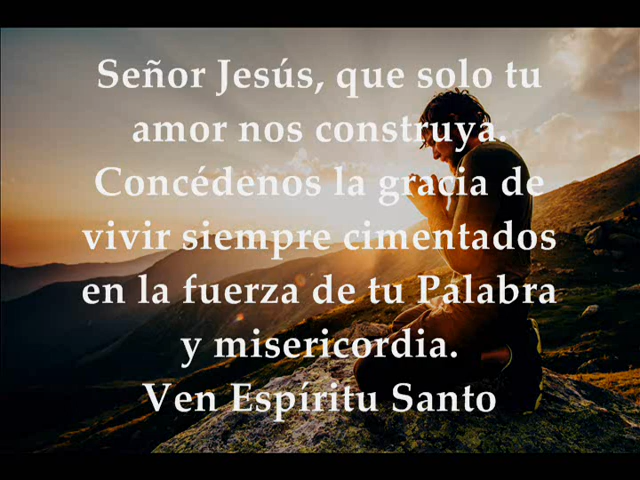 Señor Jesús, que solo tu
amor nos construya.
Concédenos la gracia de
vivir siempre cimentados
en la fuerza de tu Palabra
y misericordia.
Ven Espíritu Santo